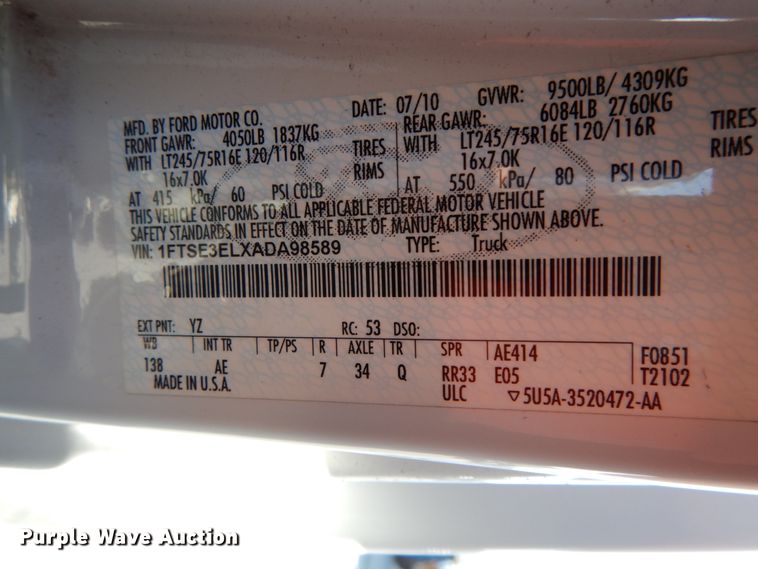 MFD. BY FORD MOTOR CO. DATE: 07/10 GVWR: 9500LB/ 4309KG
FRONT GAWR: 4050LB 1837KG REAR GAWR: 6084LB 2760KG
WITH LT245/75R16E 120/116R TIRES WITH LT245/75R16E 120/116R TIRES
16x7.0K RIMS 16x7.0K RIMS
AT 415 kPa/ 60 PSI COLD AT 550 kPa/ 80 PSI COLD
THIS VEHICLE CONFORMS TO ALL APPLICABLE FEDERAL MOTOR VEHICLE
SAFETY STANDARDS IN EFFECT ON THE DATE OF MANUFACTURE SHOWN ABOVE.
VIN: 1FTSE3ELXADA98589 TYPE: Truck
EXT PNT: YZ RC: 53 DSO:
WB INT TR TP/PS R AXLE TR SPR AE414 F0851
138 AE 7 34 Q RR33 E05 T2102
MADE IN U.S.A. ULC ▽5U5A-3520472-AA
Purple Wave Auction